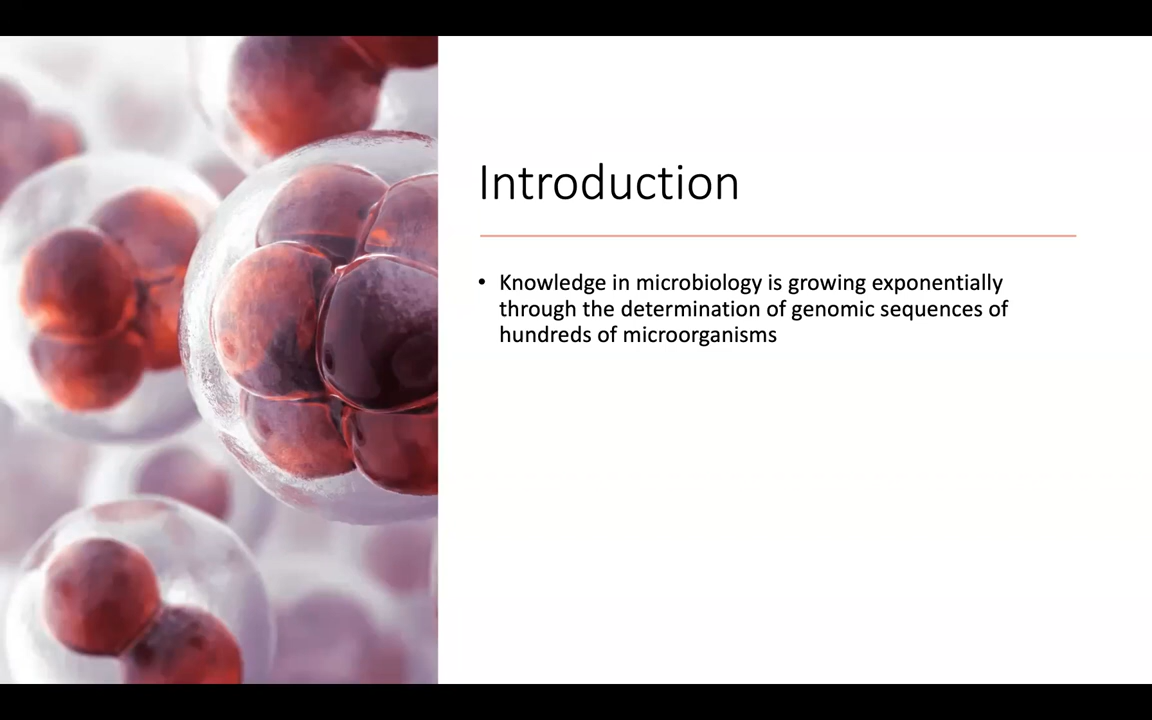 Introduction
• Knowledge in microbiology is growing exponentially
through the determination of genomic sequences of
hundreds of microorganisms